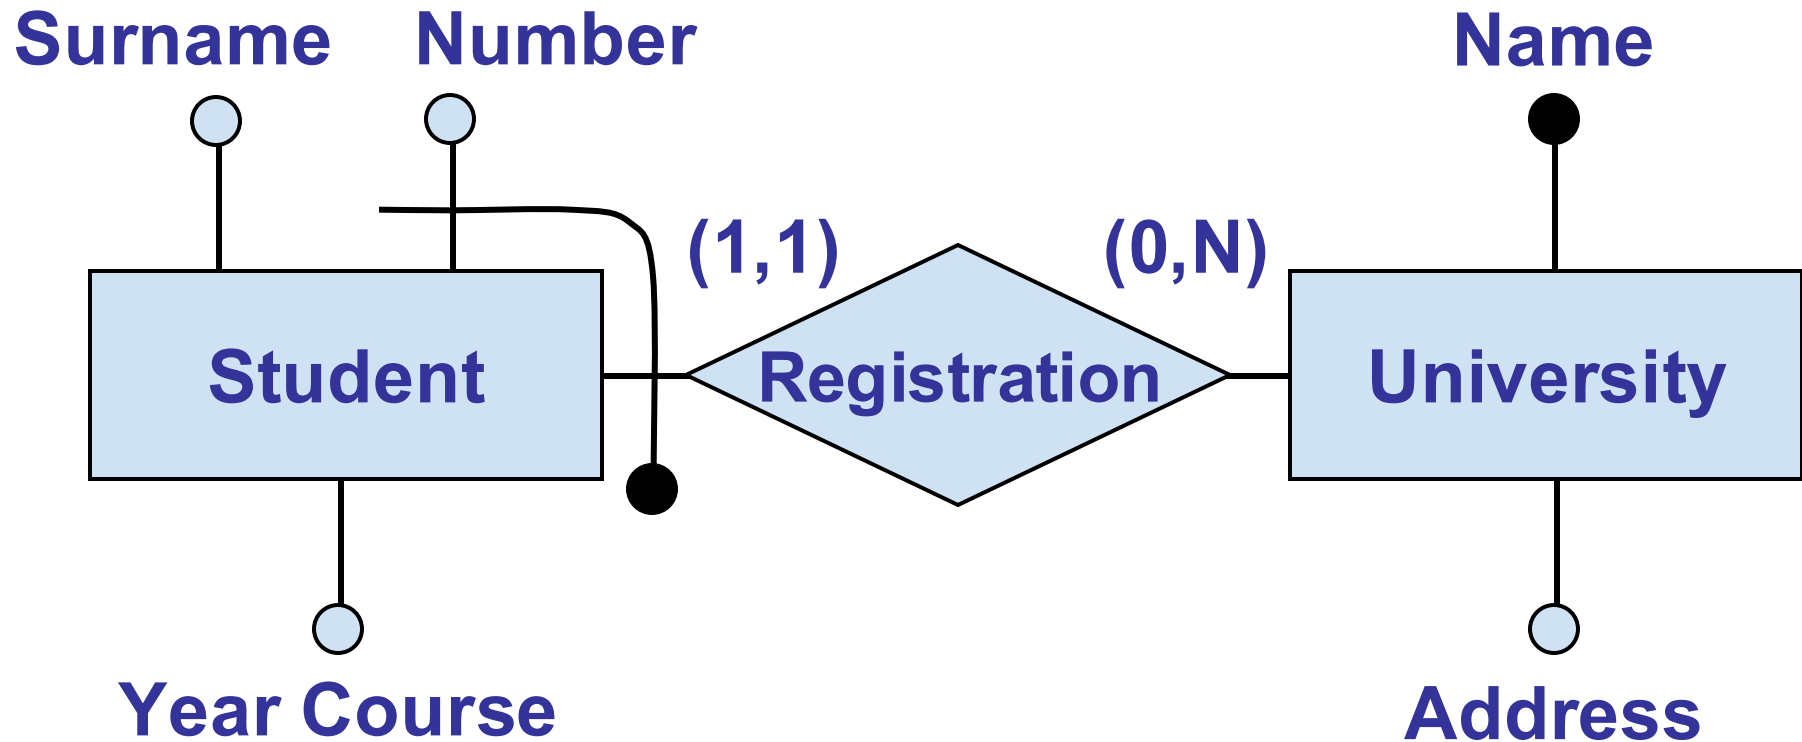 Surname
Number
Name
(1,1)
(0,N)
Student
Registration
University
Year Course
Address